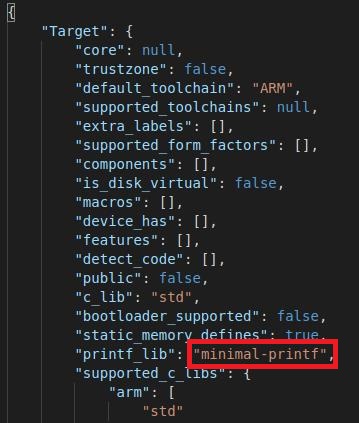 {
"Target": {
"core": null,
"trustzone": false,
"default_toolchain": "ARM",
"supported_toolchains": null,
"extra_labels": [],
"supported_form_factors": [],
"components": [],
"is_disk_virtual": false,
"macros": [],
"device_has": [],
"features": [],
"detect_code": [],
"public": false,
"c_lib": "std",
"bootloader_supported": false,
"static_memory_defines": true,
"printf_lib": "minimal-printf",
"supported_c_libs": {
"arm": [
"std"